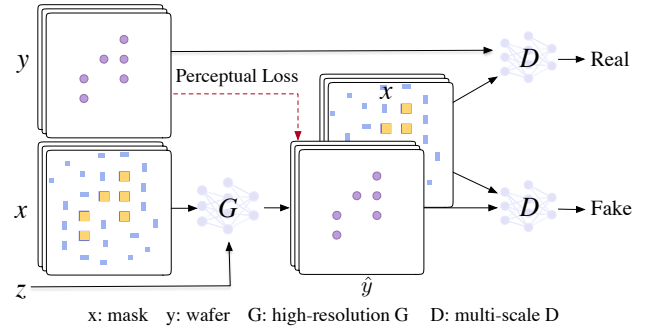 y
D
Real
Perceptual Loss
x
x
G
D
Fake
z
ŷ
x: mask y: wafer G: high-resolution G D: multi-scale D